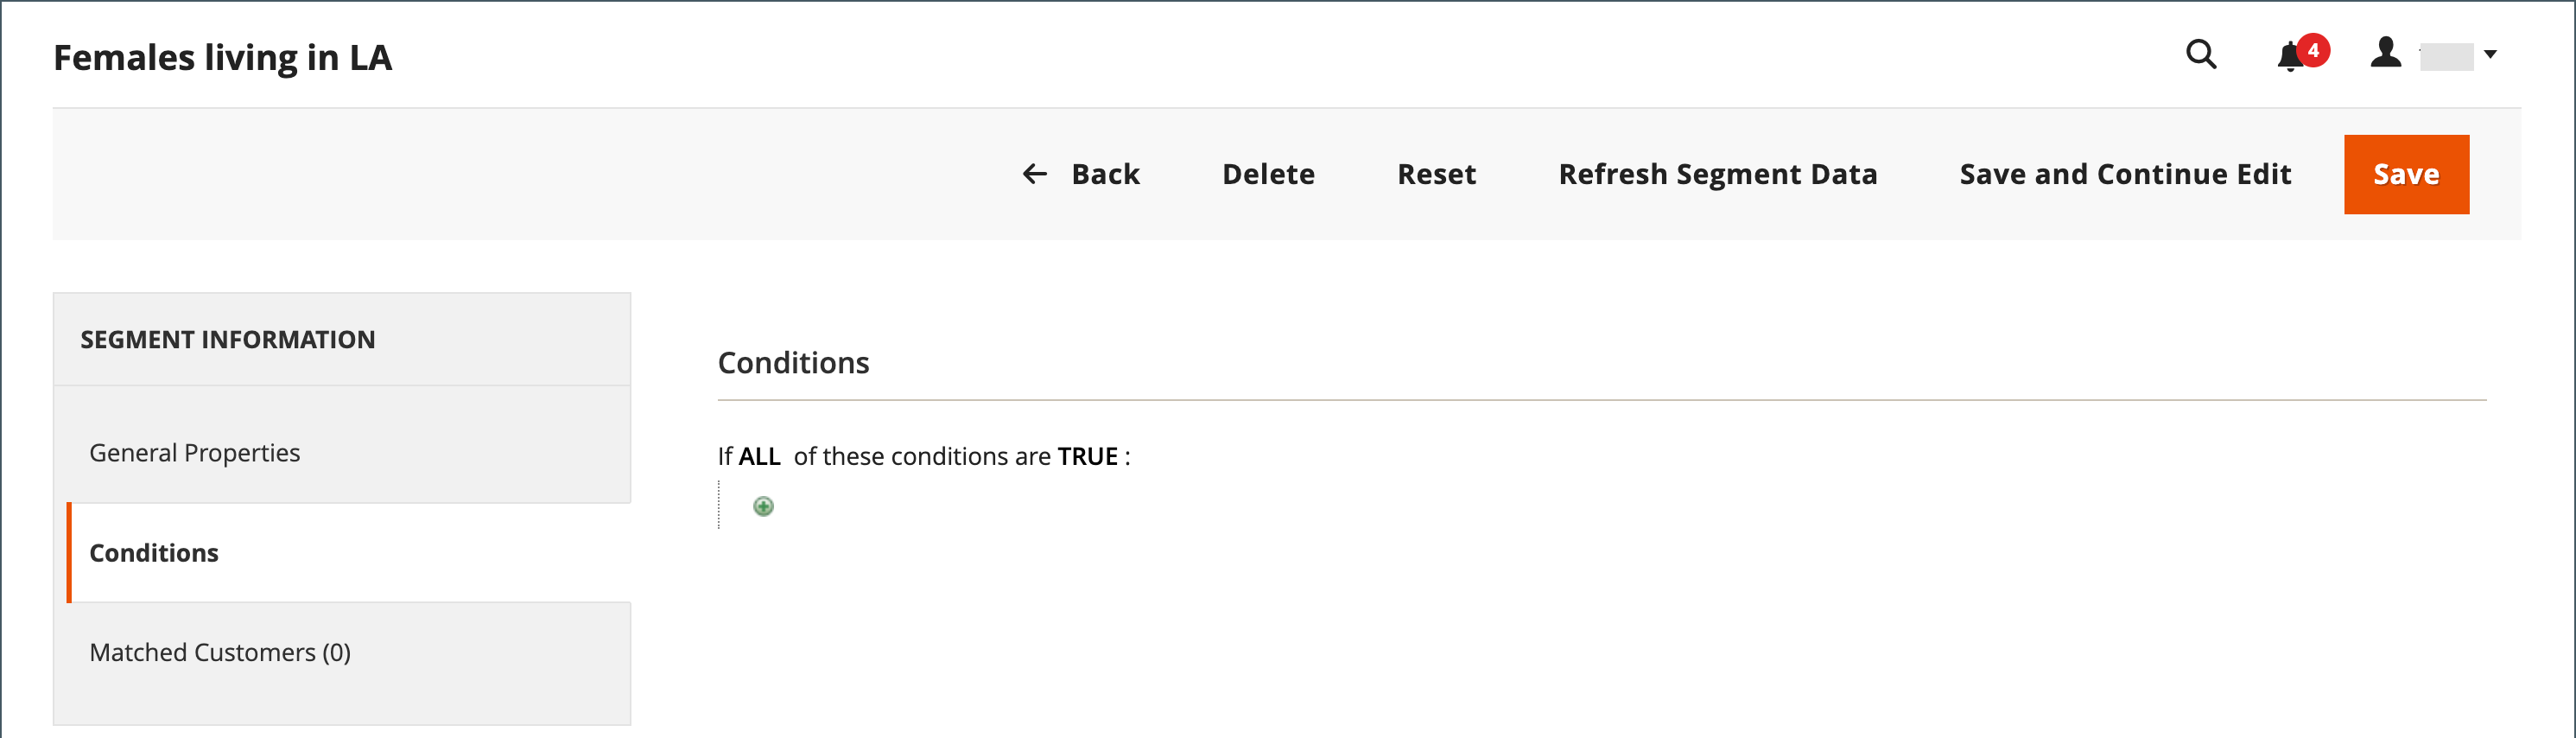 Females living in LA
4
Back Delete Reset Refresh Segment Data Save and Continue Edit Save
SEGMENT INFORMATION
General Properties
Conditions
Matched Customers (0)
Conditions
If ALL of these conditions are TRUE :